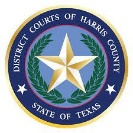 DISTRICT COURTS OF HARRIS COUNTY
STATE OF TEXAS